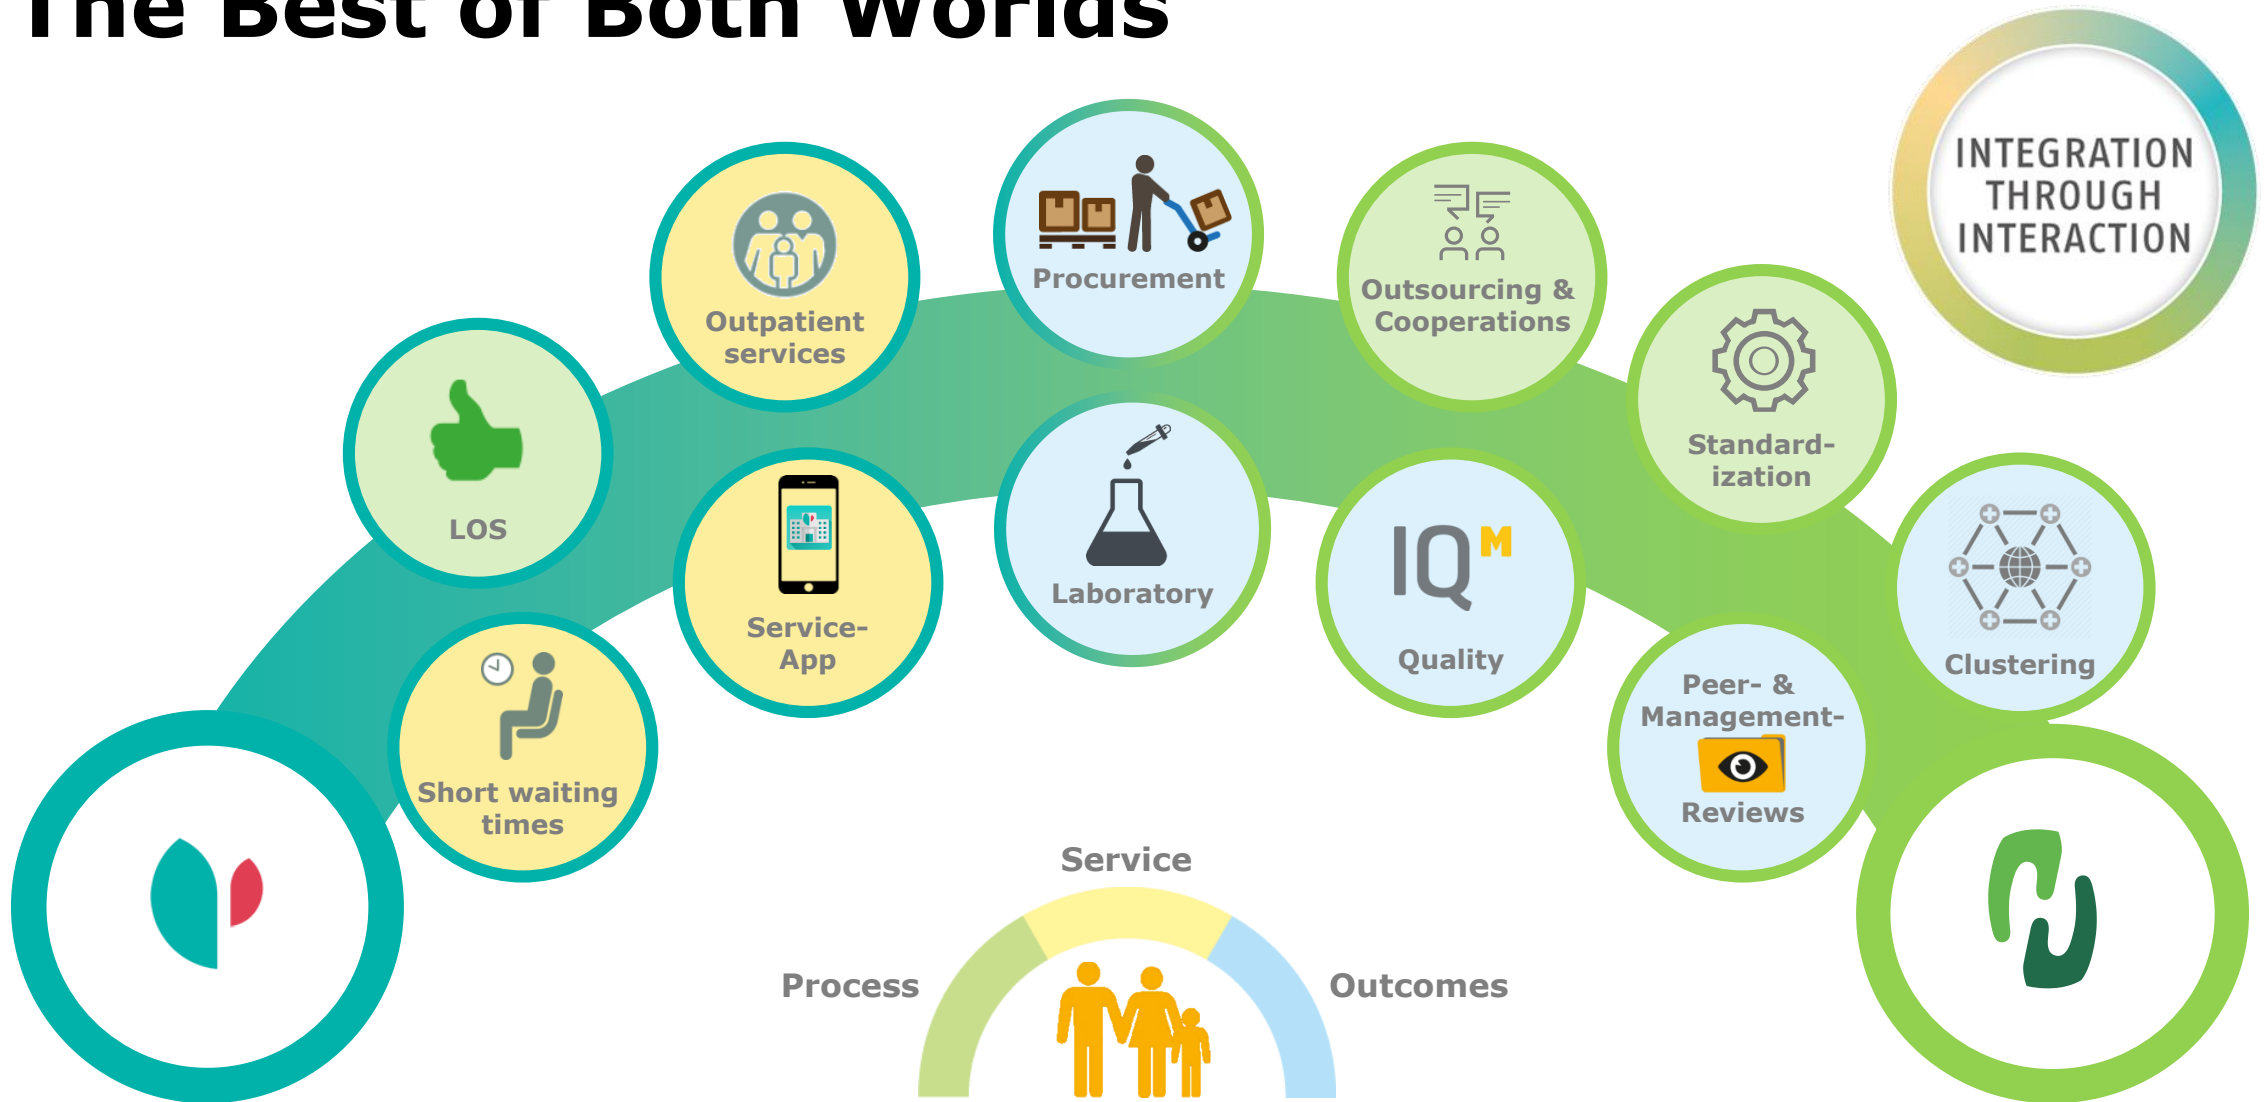 The Best of Both Worlds
INTEGRATION
THROUGH
INTERACTION
Procurement
Outpatient
services
Outsourcing &
Cooperations
Standard-
ization
LOS
Service-
App
Laboratory
IQM
Quality
Clustering
Peer- &
Management-
Reviews
Short waiting
times
Service
Process
Outcomes